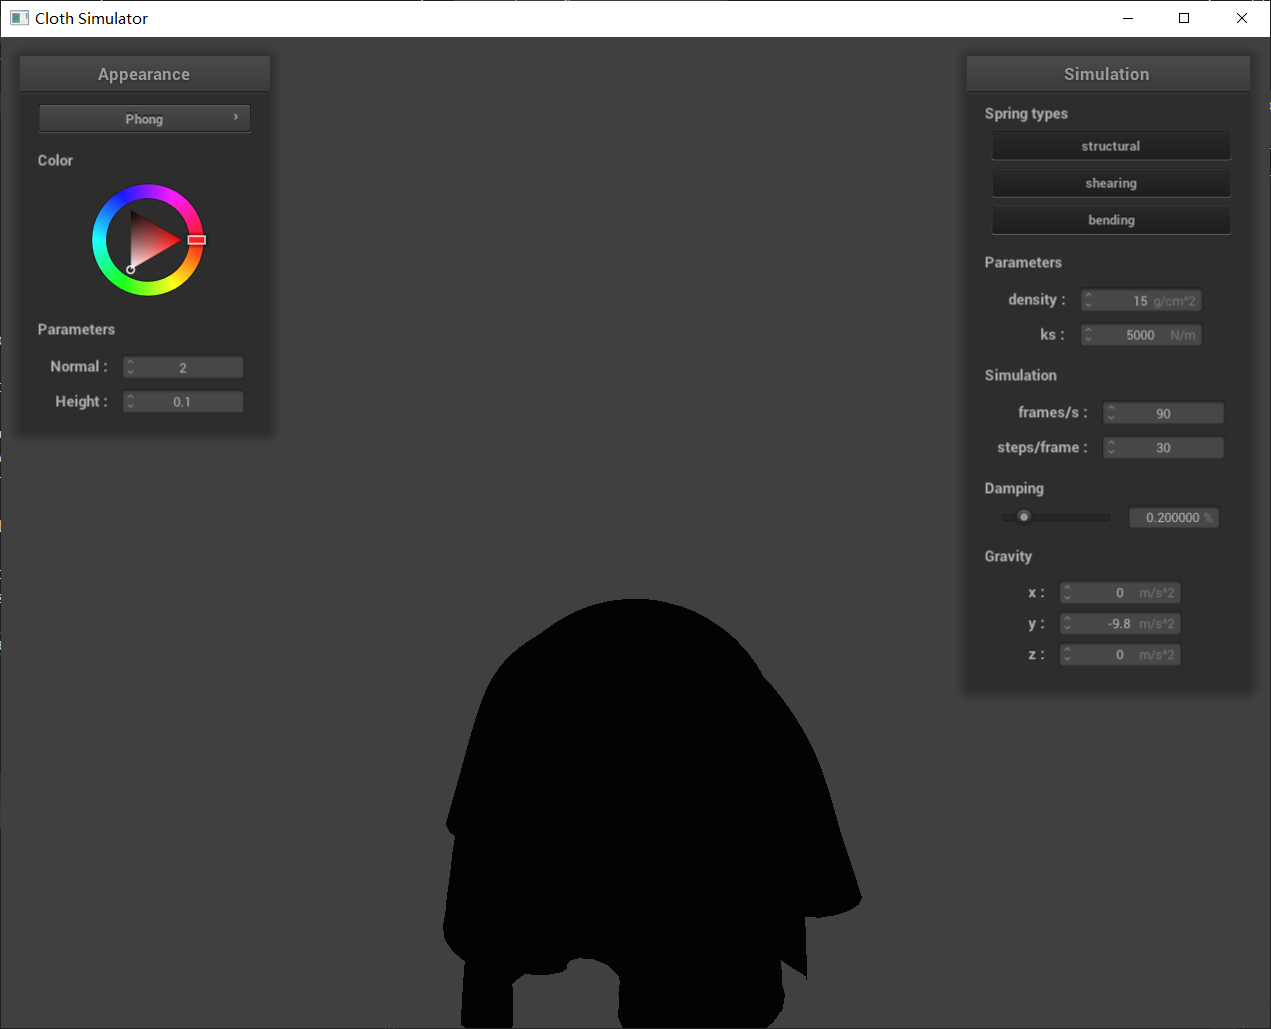 Cloth Simulator
Appearance
Phong
Color
Parameters
Normal : 2
Height : 0.1
Simulation
Spring types
structural
shearing
bending
Parameters
density : 15 g/cm^2
ks : 5000 N/m
Simulation
frames/s : 90
steps/frame : 30
Damping
0.200000 %
Gravity
x : 0 m/s^2
y : -9.8 m/s^2
z : 0 m/s^2